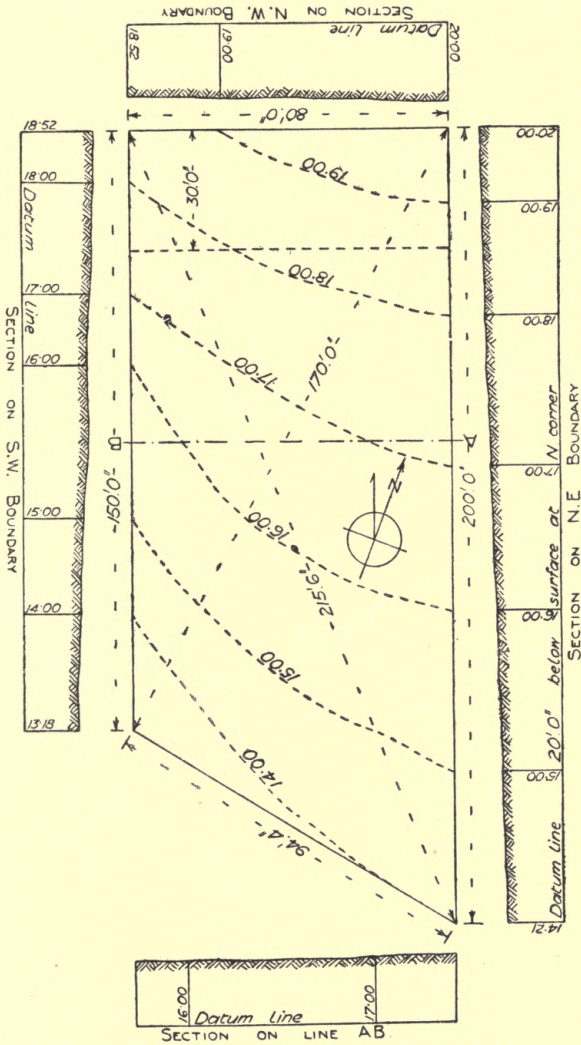 SECTION ON N.W. BOUNDARY
18·52
19·00
Datum line
20·00
80'.0"
18·52
18·00
Datum line
17·00
16·00
15·00
14·00
13·18
SECTION ON S.W. BOUNDARY
-150'.0"-
30'.0"
19·00
18·00
17·00
16·00
15·00
14·00
-170'.0"-
215'.6"
B
A
N
94'.4"
-200'.0"-
20·00
19·00
18·00
17·00
16·00
15·00
14·21
Datum line 20'.0" below surface at N corner
SECTION ON N.E BOUNDARY
16·00
17·00
Datum line
SECTION ON LINE AB.